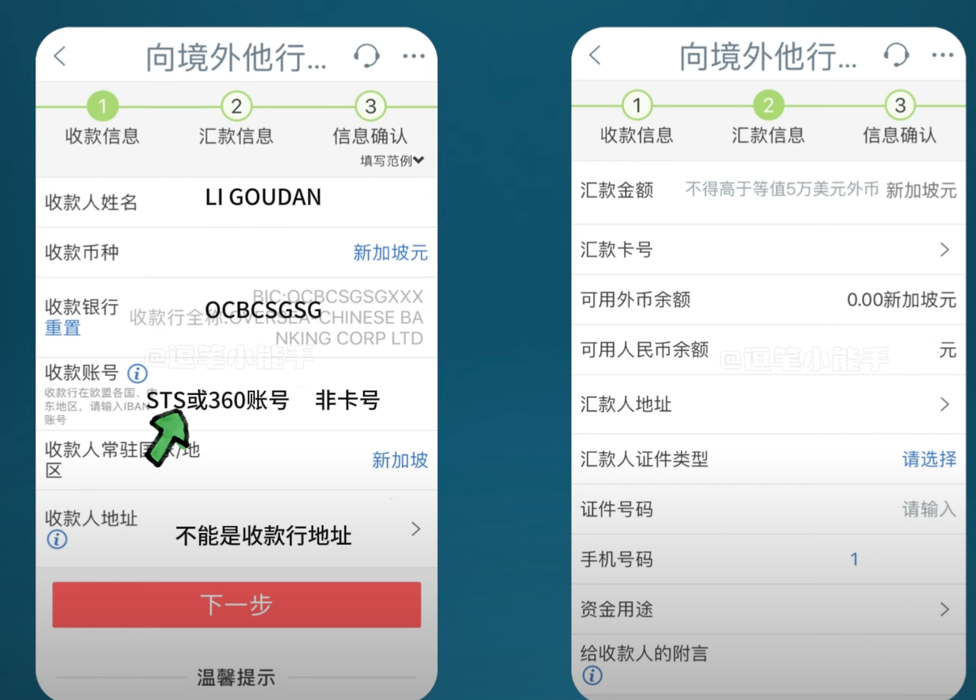 向境外他行...
1
2
3
收款信息
汇款信息
信息确认
填写范例
收款人姓名
LI GOUDAN
收款币种
新加坡元
收款银行
重置
BIC:OCBCSGSGXXX
收款行全称:OVERSEA-CHINESE BA
NKING CORP LTD
OCBCSGSG
@逗笔小能手
收款账号
收款行在欧盟各国、中
东地区，请输入IBAN
账号
STS或360账号 非卡号
收款人常驻国家/地
区
新加坡
收款人地址
不能是收款行地址
下一步
温馨提示
向境外他行...
1
2
3
收款信息
汇款信息
信息确认
汇款金额
不得高于等值5万美元外币
新加坡元
汇款卡号
可用外币余额
0.00新加坡元
可用人民币余额
元
@逗笔小能手
汇款人地址
汇款人证件类型
请选择
证件号码
请输入
手机号码
1
资金用途
给收款人的附言